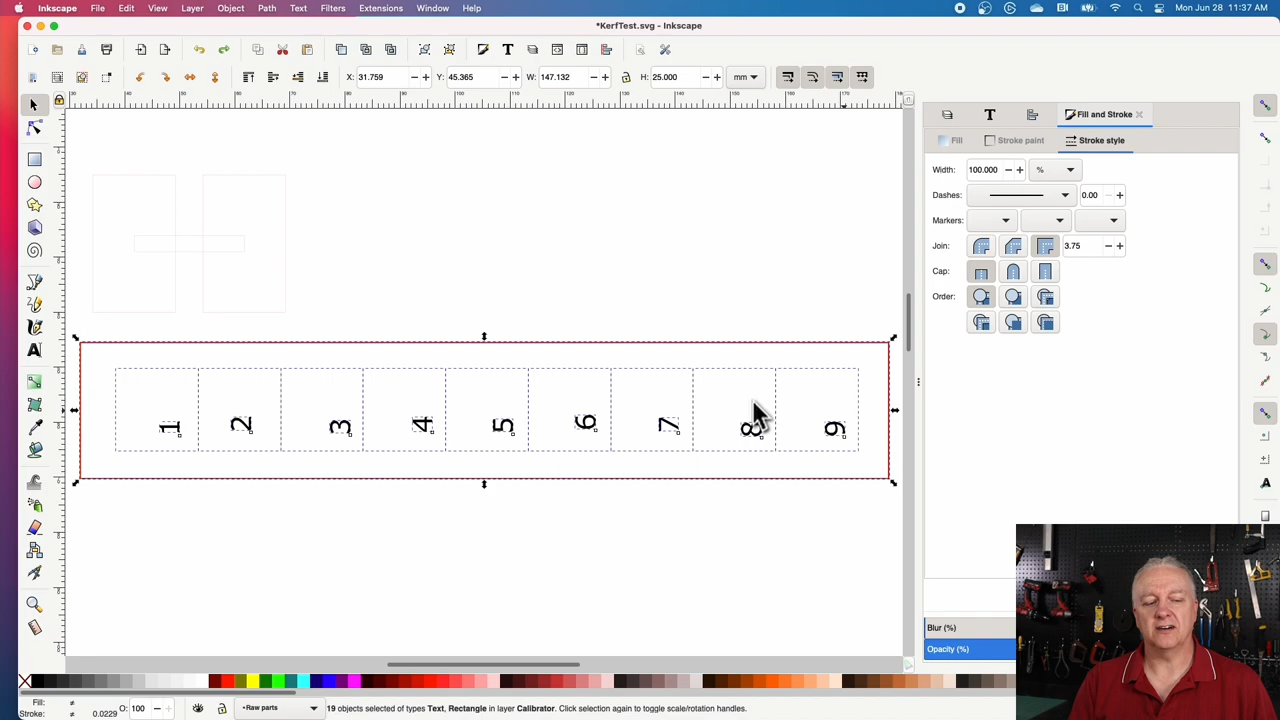 Inkscape File Edit View Layer Object Path Text Filters Extensions Window Help Mon Jun 28 11:37 AM
*KerfTest.svg - Inkscape
X: 31.759 Y: 45.365 W: 147.132 H: 25.000 mm
Fill and Stroke
Fill Stroke paint Stroke style
Width: 100.000 %
Dashes: 0.00
Markers:
Join: 3.75
Cap:
Order:
1 2 3 4 5 6 7 8 9
Blur (%)
Opacity (%)
Fill: ≠ O: 100 •Raw parts 19 objects selected of types Text, Rectangle in layer Calibrator. Click selection again to toggle scale/rotation handles.
Stroke: ≠ 0.0229